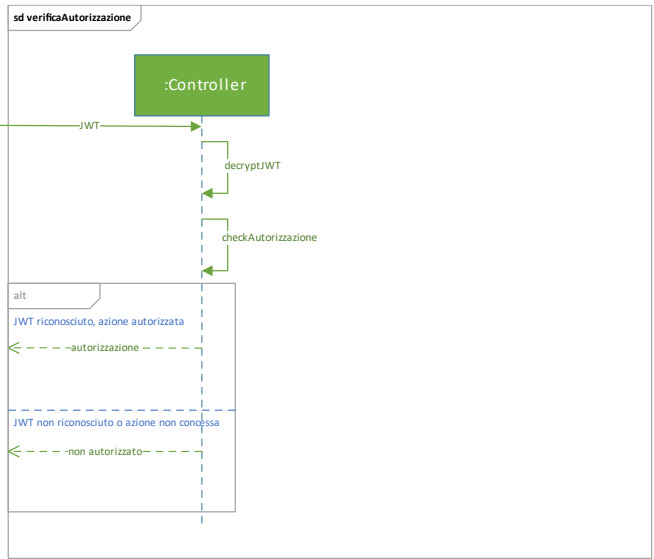 sd verificaAutorizzazione
:Controller
JWT
decryptJWT
checkAutorizzazione
alt
JWT riconosciuto, azione autorizzata
autorizzazione
JWT non riconosciuto o azione non concessa
non autorizzato